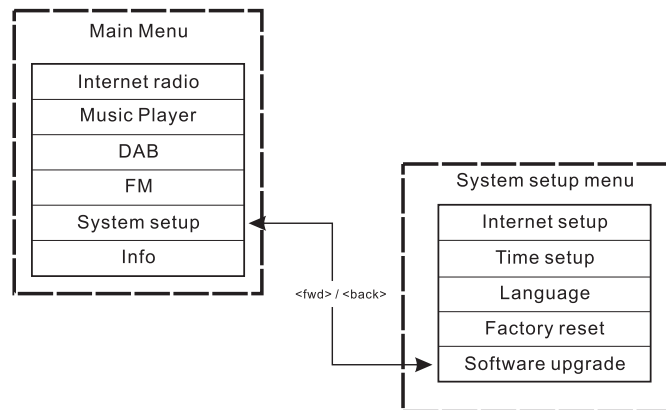 Main Menu
Internet radio
Music Player
DAB
FM
System setup
Info
<fwd> / <back>
System setup menu
Internet setup
Time setup
Language
Factory reset
Software upgrade